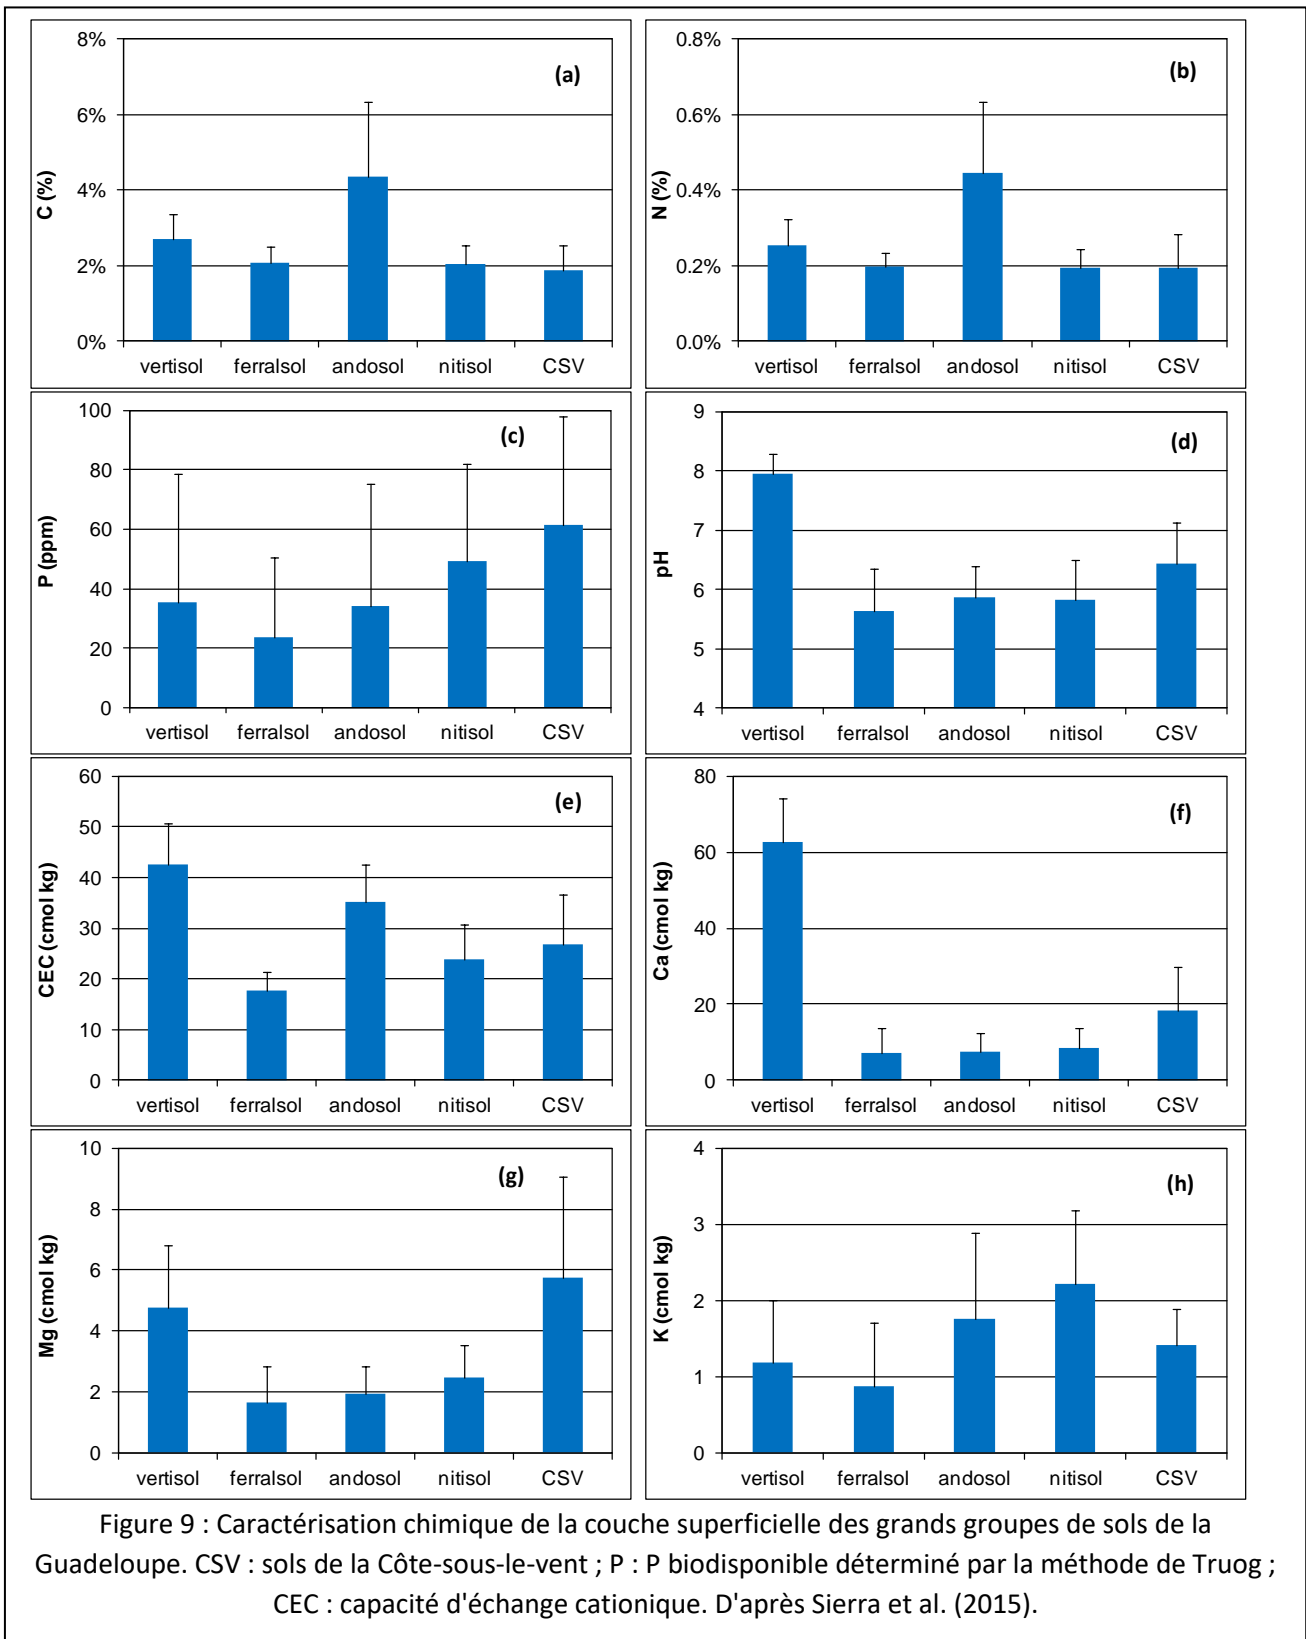 (a)
C (%)
8%
6%
4%
2%
0%
vertisol ferralsol andosol nitisol CSV
(b)
N (%)
0.8%
0.6%
0.4%
0.2%
0.0%
vertisol ferralsol andosol nitisol CSV
(c)
P (ppm)
100
80
60
40
20
0
vertisol ferralsol andosol nitisol CSV
(d)
pH
9
8
7
6
5
4
vertisol ferralsol andosol nitisol CSV
(e)
CEC (cmol kg)
60
50
40
30
20
10
0
vertisol ferralsol andosol nitisol CSV
(f)
Ca (cmol kg)
80
60
40
20
0
vertisol ferralsol andosol nitisol CSV
(g)
Mg (cmol kg)
10
8
6
4
2
0
vertisol ferralsol andosol nitisol CSV
(h)
K (cmol kg)
4
3
2
1
0
vertisol ferralsol andosol nitisol CSV
Figure 9 : Caractérisation chimique de la couche superficielle des grands groupes de sols de la
Guadeloupe. CSV : sols de la Côte-sous-le-vent ; P : P biodisponible déterminé par la méthode de Truog ;
CEC : capacité d'échange cationique. D'après Sierra et al. (2015).